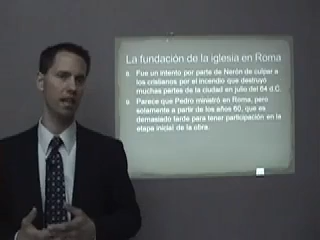 La fundación de la iglesia en Roma
Fue un intento por parte de Nerón de culpar a
los cristianos por el incendio que destruyó
muchas partes de la ciudad en julio del 64 d.C.
Parece que Pedro ministró en Roma, pero
solamente a partir de los años 60, que es
demasiado tarde para tener participación en la
etapa inicial de la obra.